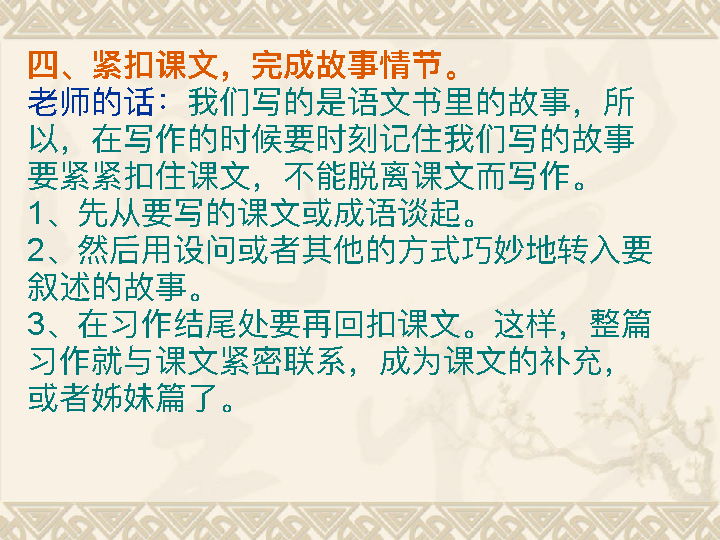 四、紧扣课文，完成故事情节。
老师的话：我们写的是语文书里的故事，所
以，在写作的时候要时刻记住我们写的故事
要紧紧扣住课文，不能脱离课文而写作。
1、先从要写的课文或成语谈起。
2、然后用设问或者其他的方式巧妙地转入要
叙述的故事。
3、在习作结尾处要再回扣课文。这样，整篇
习作就与课文紧密联系，成为课文的补充，
或者姊妹篇了。